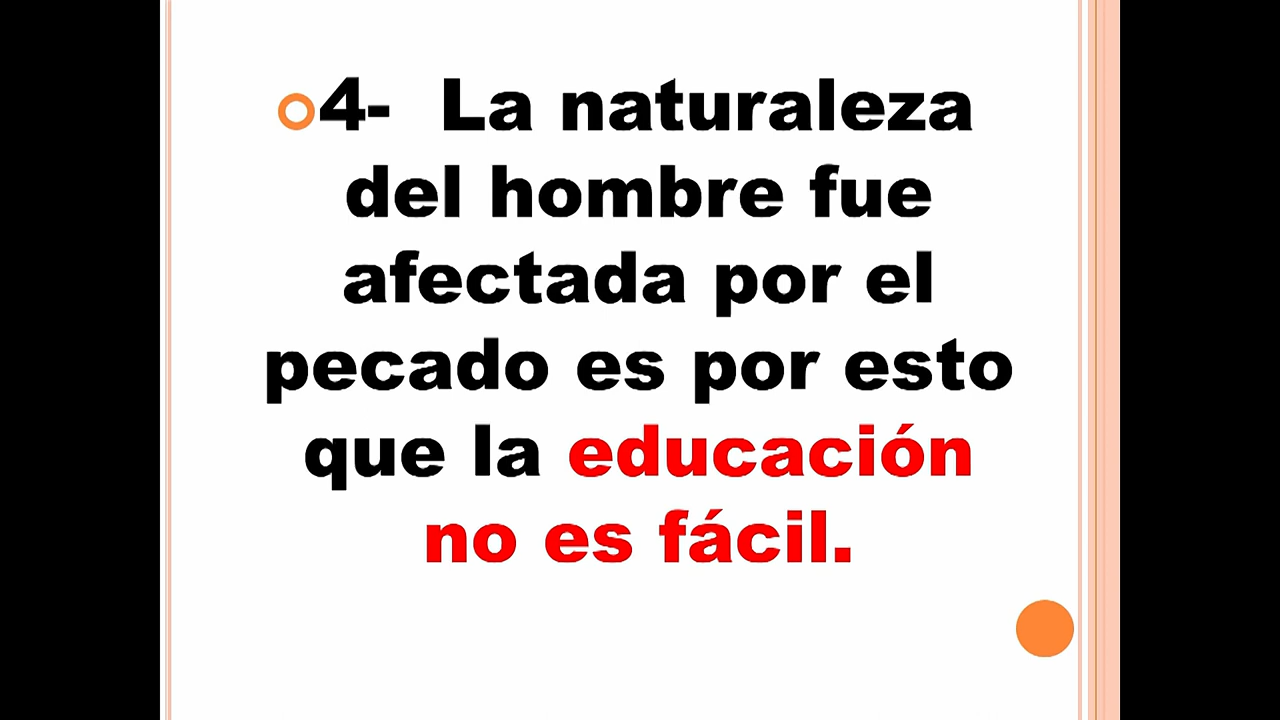 4- La naturaleza
del hombre fue
afectada por el
pecado es por esto
que la educación
no es fácil.